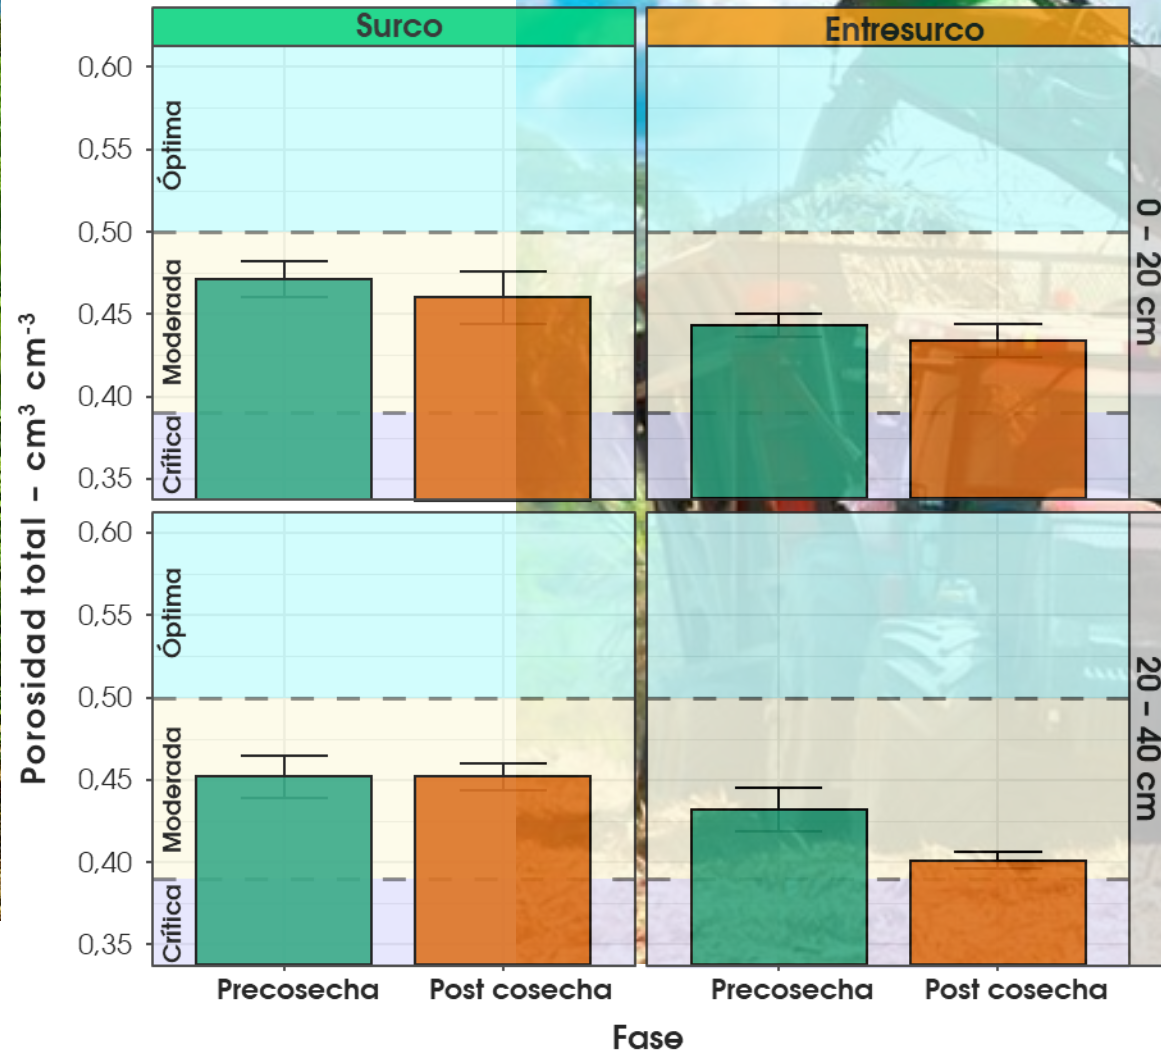 Surco
Entresurco
0,60
0,55
0,50
0,45
0,40
0,35
Óptima
Moderada
Crítica
0 - 20 cm
0,60
0,55
0,50
0,45
0,40
0,35
Óptima
Moderada
Crítica
20 - 40 cm
Porosidad total - cm³ cm⁻³
Precosecha
Post cosecha
Precosecha
Post cosecha
Fase